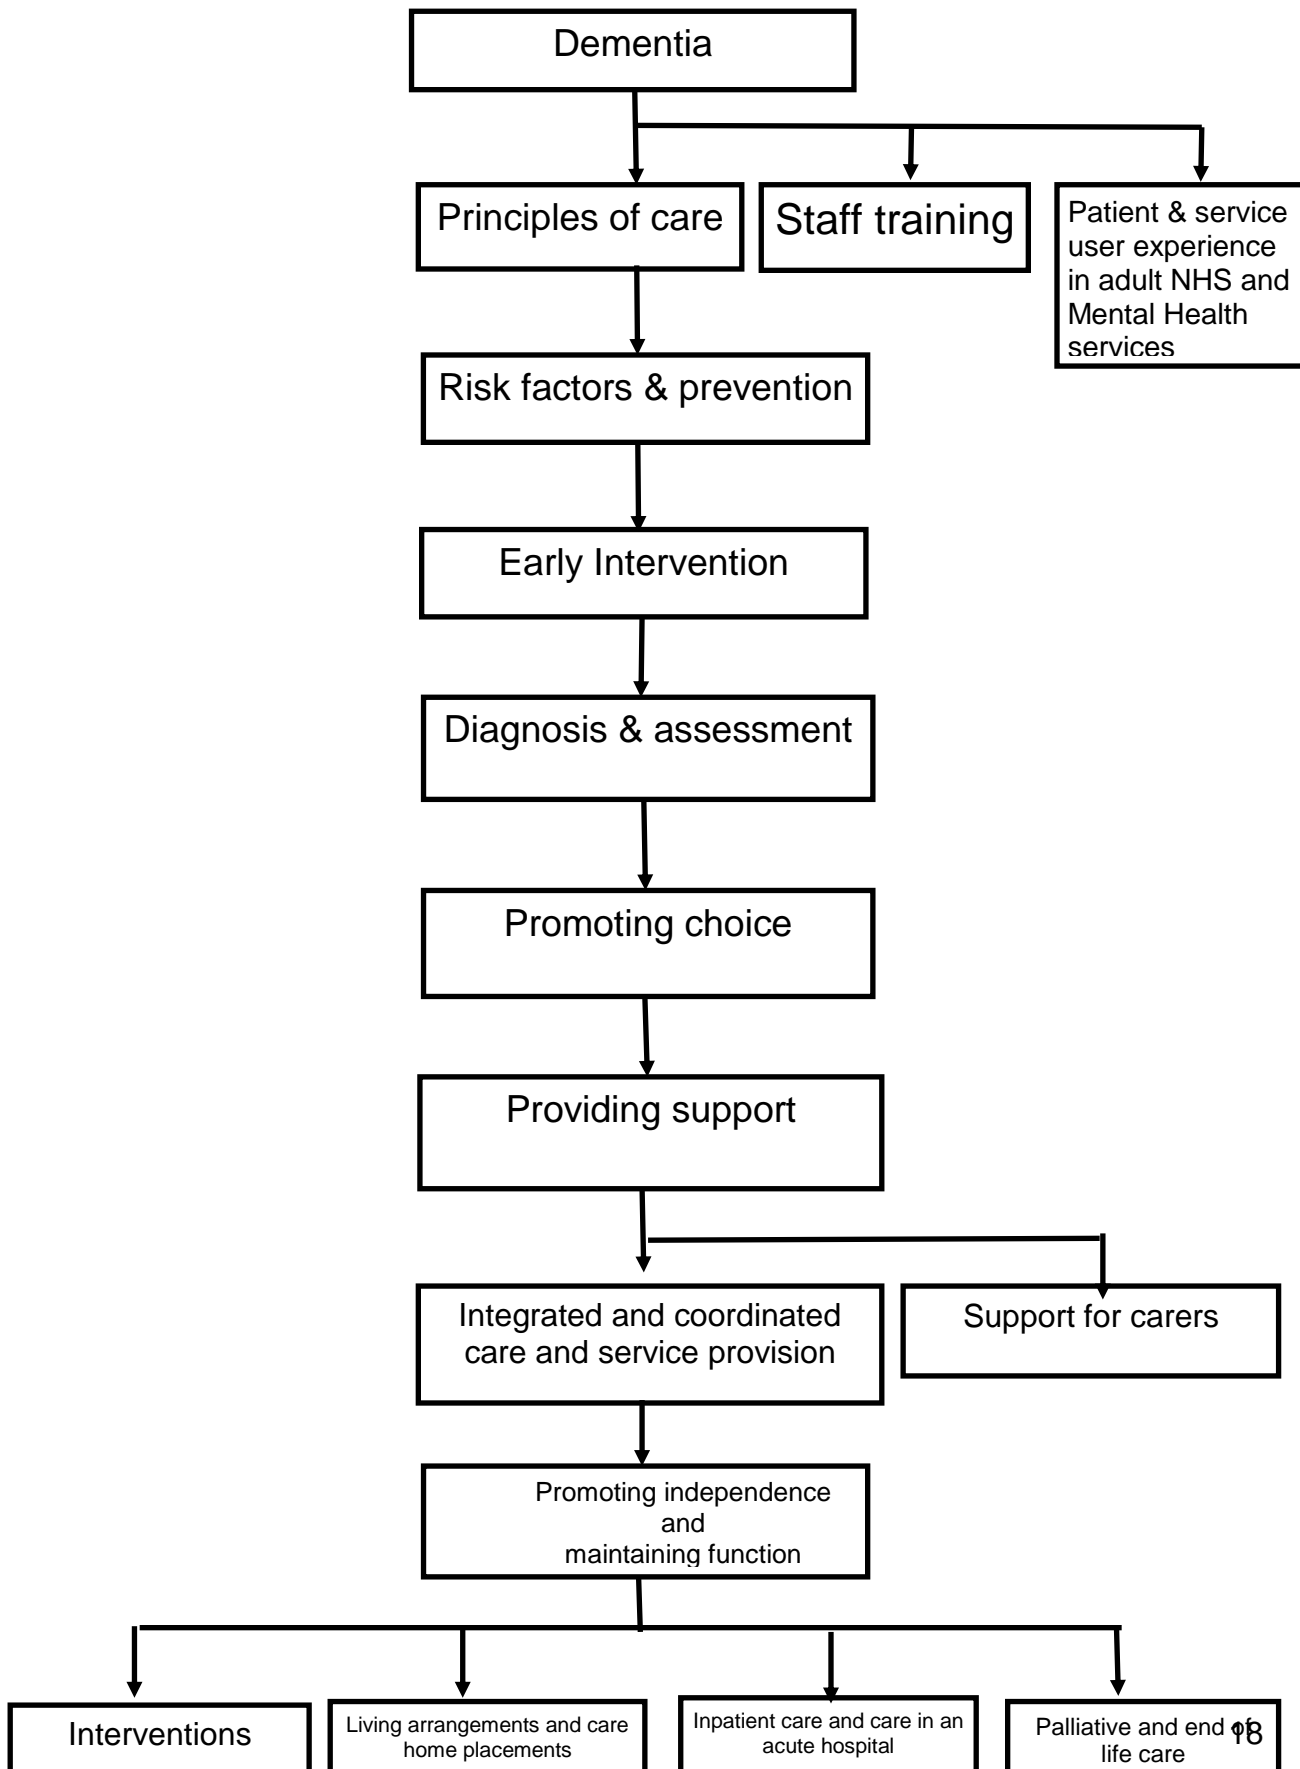 Dementia
Principles of care
Staff training
Patient & service
user experience
in adult NHS and
Mental Health
services
Risk factors & prevention
Early Intervention
Diagnosis & assessment
Promoting choice
Providing support
Integrated and coordinated
care and service provision
Support for carers
Promoting independence
and
maintaining function
Interventions
Living arrangements and care
home placements
Inpatient care and care in an
acute hospital
Palliative and end of
life care
18